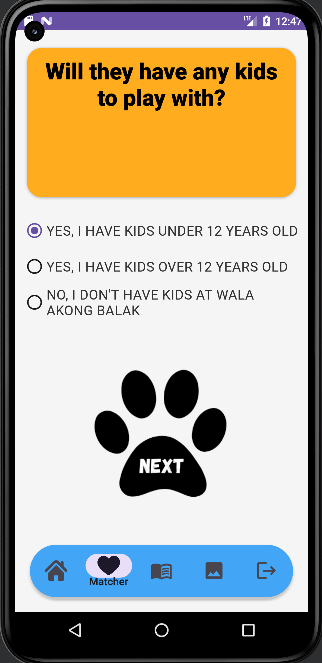 12:47
Will they have any kids
to play with?
YES, I HAVE KIDS UNDER 12 YEARS OLD
YES, I HAVE KIDS OVER 12 YEARS OLD
NO, I DON'T HAVE KIDS AT WALA
AKONG BALAK
NEXT
Matcher